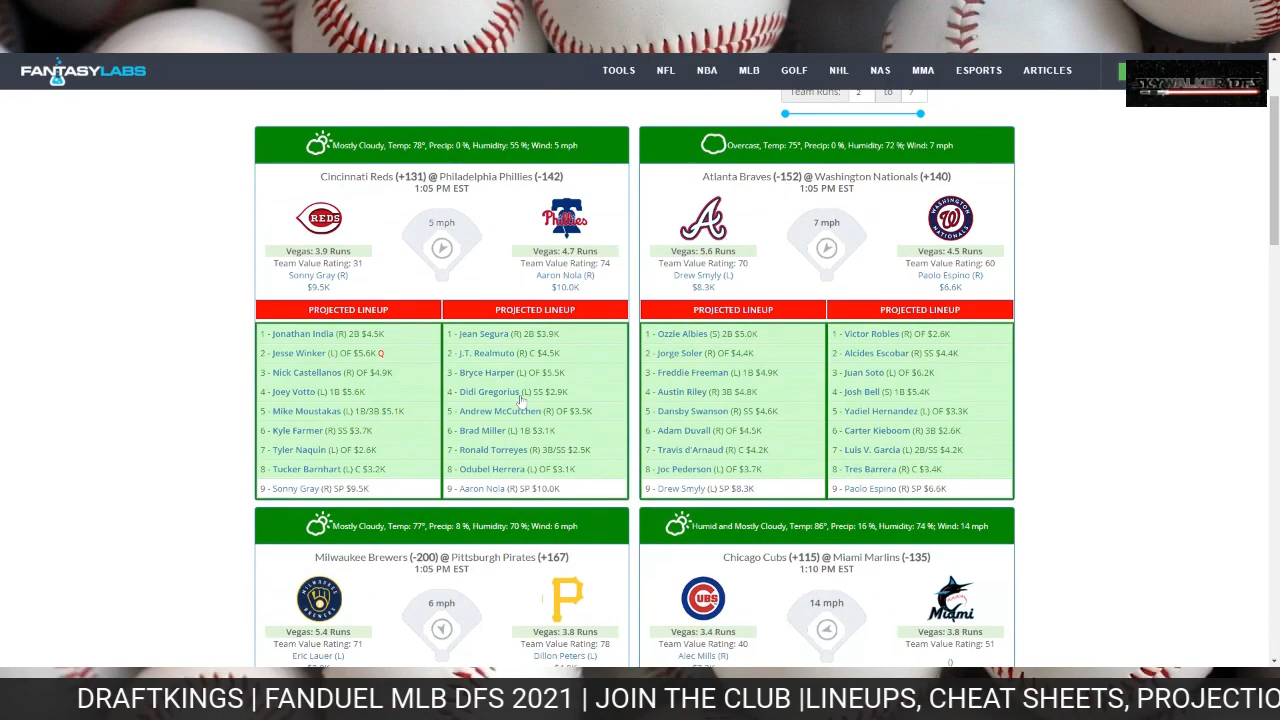 FANTASYLABS
TOOLS NFL NBA MLB GOLF NHL NAS MMA ESPORTS ARTICLES
SKYWALKER DFS
Team Runs: 2 to 7
Mostly Cloudy, Temp: 78°, Precip: 0 %, Humidity: 55 %; Wind: 5 mph
Cincinnati Reds (+131) @ Philadelphia Phillies (-142)
1:05 PM EST
REDS
5 mph
Phillies
Vegas: 3.9 Runs
Team Value Rating: 31
Sonny Gray (R)
$9.5K
Vegas: 4.7 Runs
Team Value Rating: 74
Aaron Nola (R)
$10.0K
PROJECTED LINEUP
1 - Jonathan India (R) 2B $4.5K
2 - Jesse Winker (L) OF $5.6K Q
3 - Nick Castellanos (R) OF $4.9K
4 - Joey Votto (L) 1B $5.6K
5 - Mike Moustakas (L) 1B/3B $5.1K
6 - Kyle Farmer (R) SS $3.7K
7 - Tyler Naquin (L) OF $2.6K
8 - Tucker Barnhart (L) C $3.2K
9 - Sonny Gray (R) SP $9.5K
PROJECTED LINEUP
1 - Jean Segura (R) 2B $3.9K
2 - J.T. Realmuto (R) C $4.5K
3 - Bryce Harper (L) OF $5.5K
4 - Didi Gregorius (L) SS $2.9K
5 - Andrew McCutchen (R) OF $3.5K
6 - Brad Miller (L) 1B $3.1K
7 - Ronald Torreyes (R) 3B/SS $2.5K
8 - Odubel Herrera (L) OF $3.1K
9 - Aaron Nola (R) SP $10.0K
Overcast, Temp: 75°, Precip: 0 %, Humidity: 72 %; Wind: 7 mph
Atlanta Braves (-152) @ Washington Nationals (+140)
1:05 PM EST
7 mph
Vegas: 5.6 Runs
Team Value Rating: 70
Drew Smyly (L)
$8.3K
Vegas: 4.5 Runs
Team Value Rating: 60
Paolo Espino (R)
$6.6K
PROJECTED LINEUP
1 - Ozzie Albies (S) 2B $5.0K
2 - Jorge Soler (R) OF $4.4K
3 - Freddie Freeman (L) 1B $4.9K
4 - Austin Riley (R) 3B $4.8K
5 - Dansby Swanson (R) SS $4.6K
6 - Adam Duvall (R) OF $4.5K
7 - Travis d'Arnaud (R) C $4.2K
8 - Joc Pederson (L) OF $3.7K
9 - Drew Smyly (L) SP $8.3K
PROJECTED LINEUP
1 - Victor Robles (R) OF $2.6K
2 - Alcides Escobar (R) SS $4.4K
3 - Juan Soto (L) OF $6.2K
4 - Josh Bell (S) 1B $5.4K
5 - Yadiel Hernandez (L) OF $3.3K
6 - Carter Kieboom (R) 3B $2.6K
7 - Luis V. Garcia (L) 2B/SS $4.2K
8 - Tres Barrera (R) C $3.4K
9 - Paolo Espino (R) SP $6.6K
Mostly Cloudy, Temp: 77°, Precip: 8 %, Humidity: 70 %; Wind: 6 mph
Milwaukee Brewers (-200) @ Pittsburgh Pirates (+167)
1:05 PM EST
6 mph
Vegas: 5.4 Runs
Team Value Rating: 71
Eric Lauer (L)
Vegas: 3.8 Runs
Team Value Rating: 78
Dillon Peters (L)
Humid and Mostly Cloudy, Temp: 86°, Precip: 16 %, Humidity: 74 %; Wind: 14 mph
Chicago Cubs (+115) @ Miami Marlins (-135)
1:10 PM EST
CUBS
14 mph
Miami
Vegas: 3.4 Runs
Team Value Rating: 40
Alec Mills (R)
Vegas: 3.8 Runs
Team Value Rating: 51
()
DRAFTKINGS | FANDUEL MLB DFS 2021 | JOIN THE CLUB |LINEUPS, CHEAT SHEETS, PROJECTIO